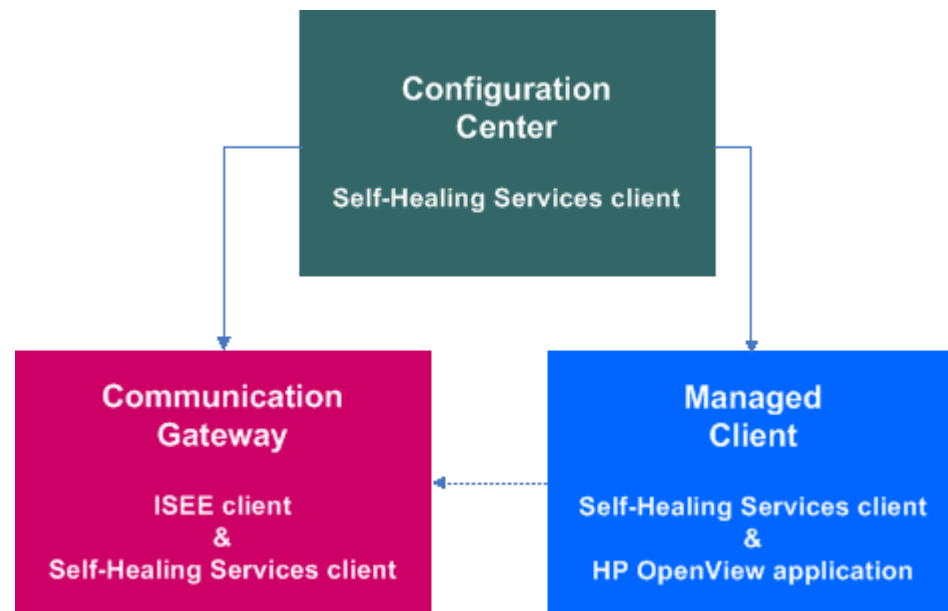 Configuration
Center
Self-Healing Services client
Communication
Gateway
ISEE client
&
Self-Healing Services client
Managed
Client
Self-Healing Services client
&
HP OpenView application